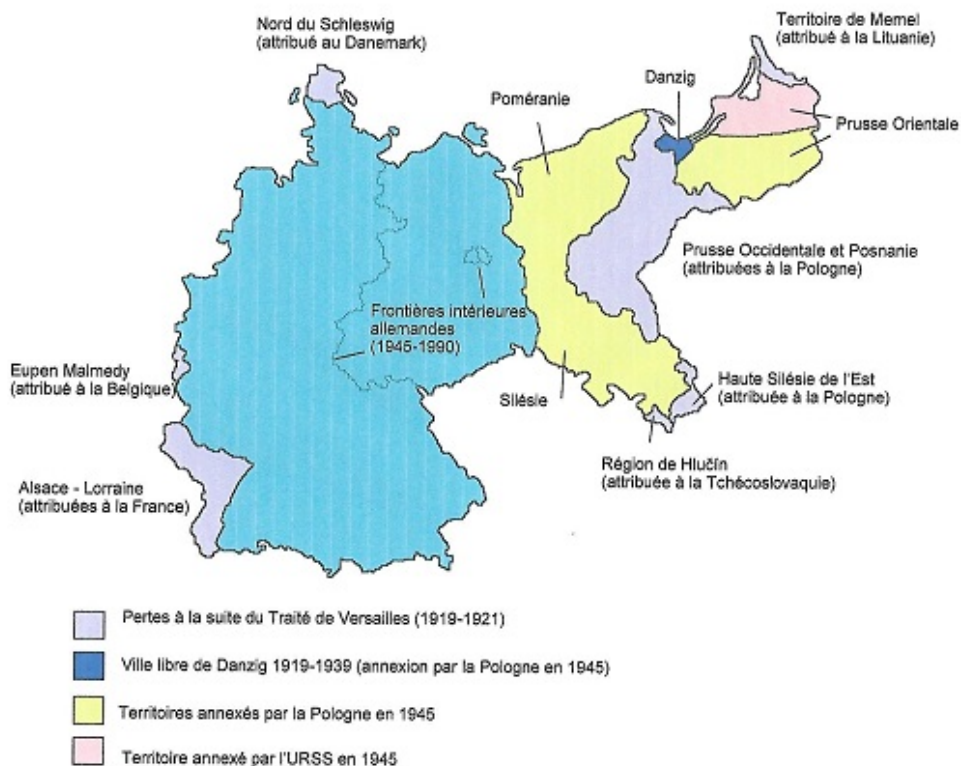 Nord du Schleswig
(attribué au Danemark)
Territoire de Memel
(attribué à la Lituanie)
Danzig
Poméranie
Prusse Orientale
Prusse Occidentale et Posnanie
(attribuées à la Pologne)
Frontières intérieures
allemandes
(1945-1990)
Eupen Malmedy
(attribué à la Belgique)
Silésie
Haute Silésie de l'Est
(attribuée à la Pologne)
Région de Hlučín
(attribuée à la Tchécoslovaquie)
Alsace - Lorraine
(attribuées à la France)
Pertes à la suite du Traité de Versailles (1919-1921)
Ville libre de Danzig 1919-1939 (annexion par la Pologne en 1945)
Territoires annexés par la Pologne en 1945
Territoire annexé par l'URSS en 1945